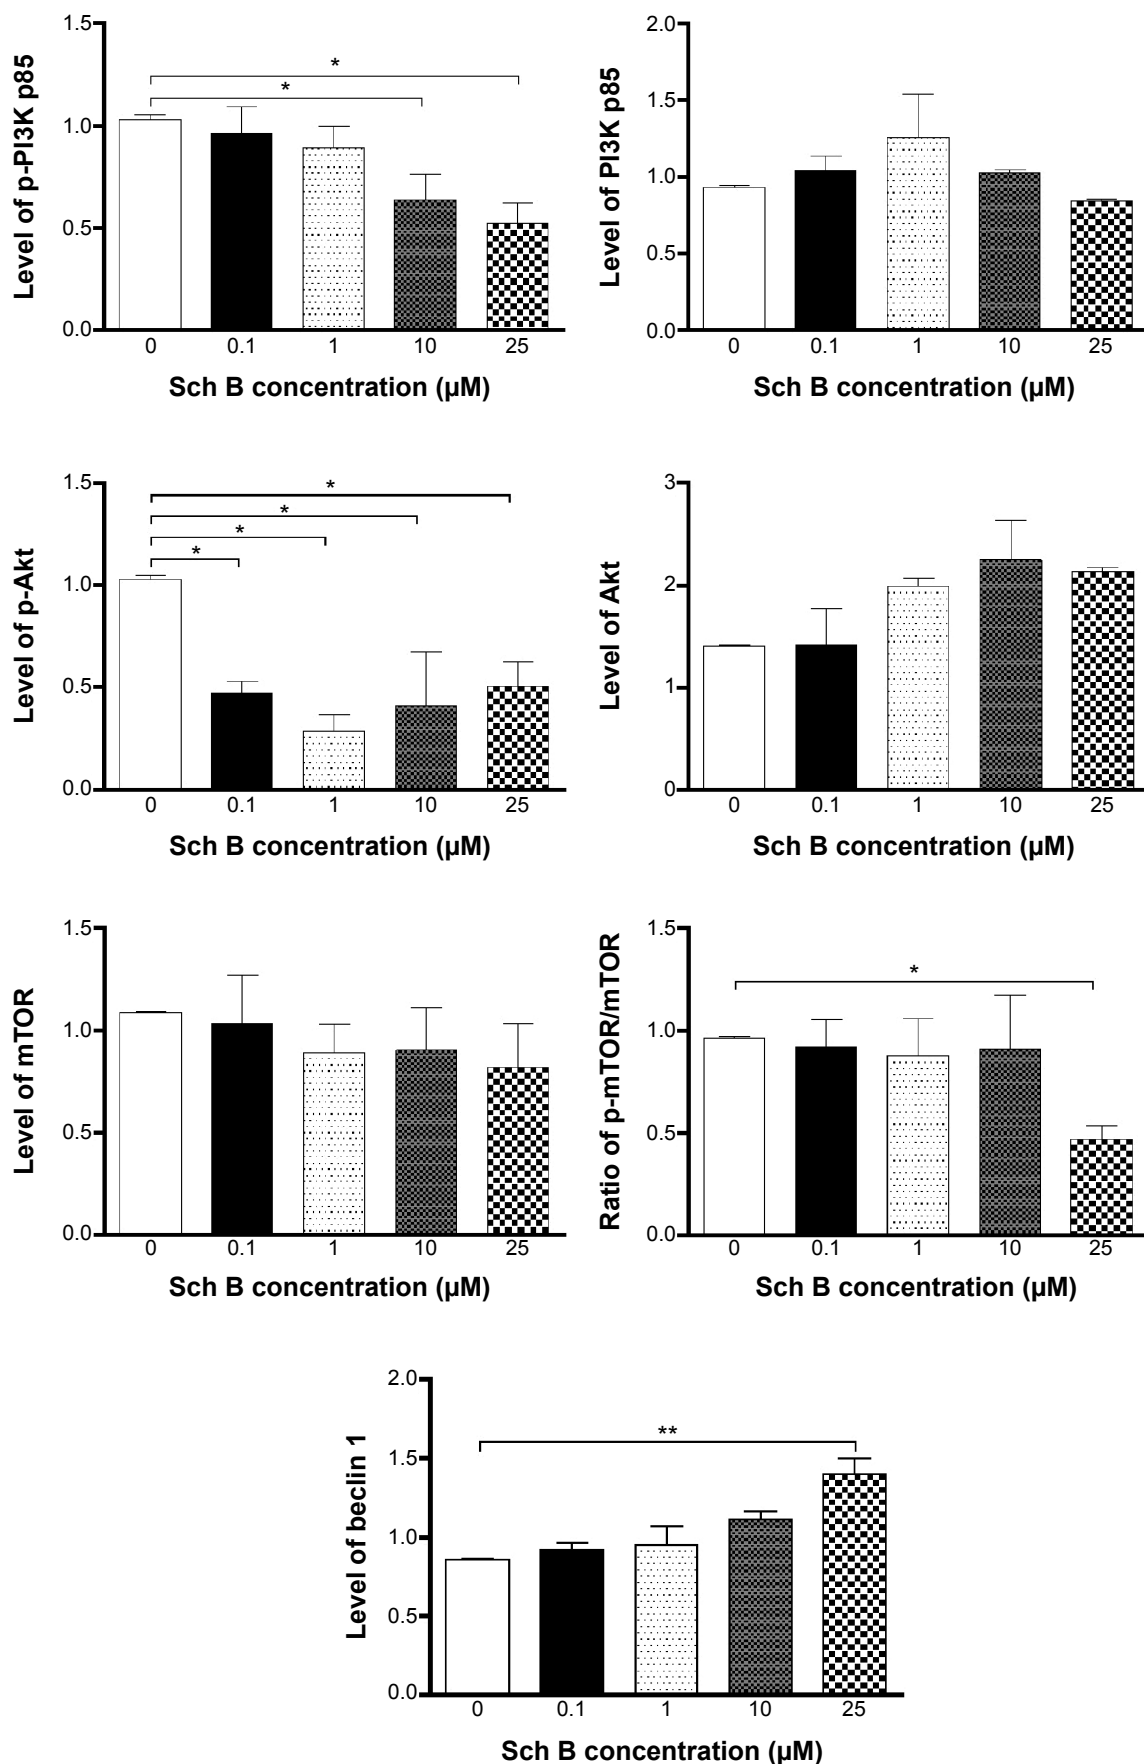 1.5
1.0
0.5
0.0
Level of p-PI3K p85
*
*
0 0.1 1 10 25
Sch B concentration (µM)
2.0
1.5
1.0
0.5
0.0
Level of PI3K p85
0 0.1 1 10 25
Sch B concentration (µM)
1.5
1.0
0.5
0.0
Level of p-Akt
*
*
*
*
0 0.1 1 10 25
Sch B concentration (µM)
3
2
1
0
Level of Akt
0 0.1 1 10 25
Sch B concentration (µM)
1.5
1.0
0.5
0.0
Level of mTOR
0 0.1 1 10 25
Sch B concentration (µM)
1.5
1.0
0.5
0.0
Ratio of p-mTOR/mTOR
*
0 0.1 1 10 25
Sch B concentration (µM)
2.0
1.5
1.0
0.5
0.0
Level of beclin 1
**
0 0.1 1 10 25
Sch B concentration (µM)